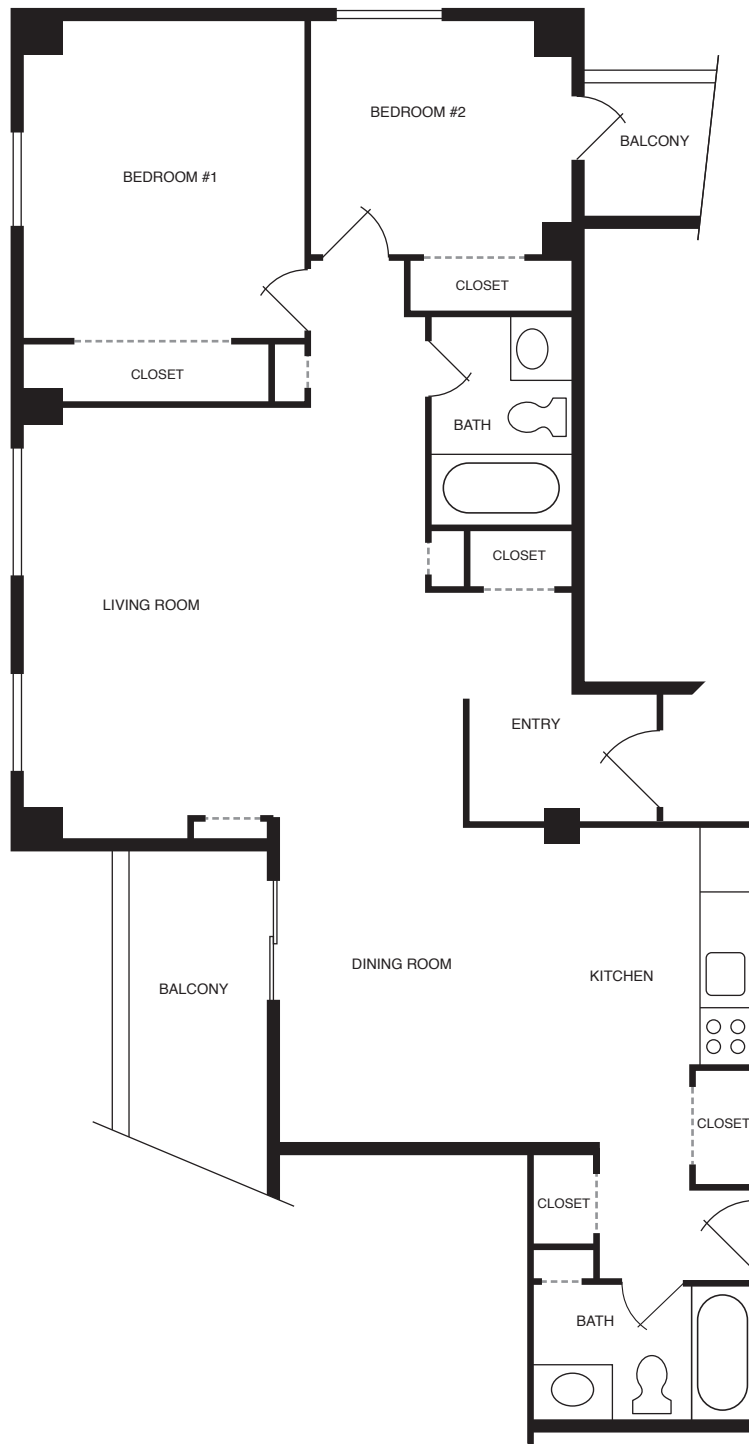 BEDROOM #2
BALCONY
BEDROOM #1
CLOSET
CLOSET
BATH
CLOSET
LIVING ROOM
ENTRY
DINING ROOM
KITCHEN
BALCONY
CLOSET
CLOSET
BATH